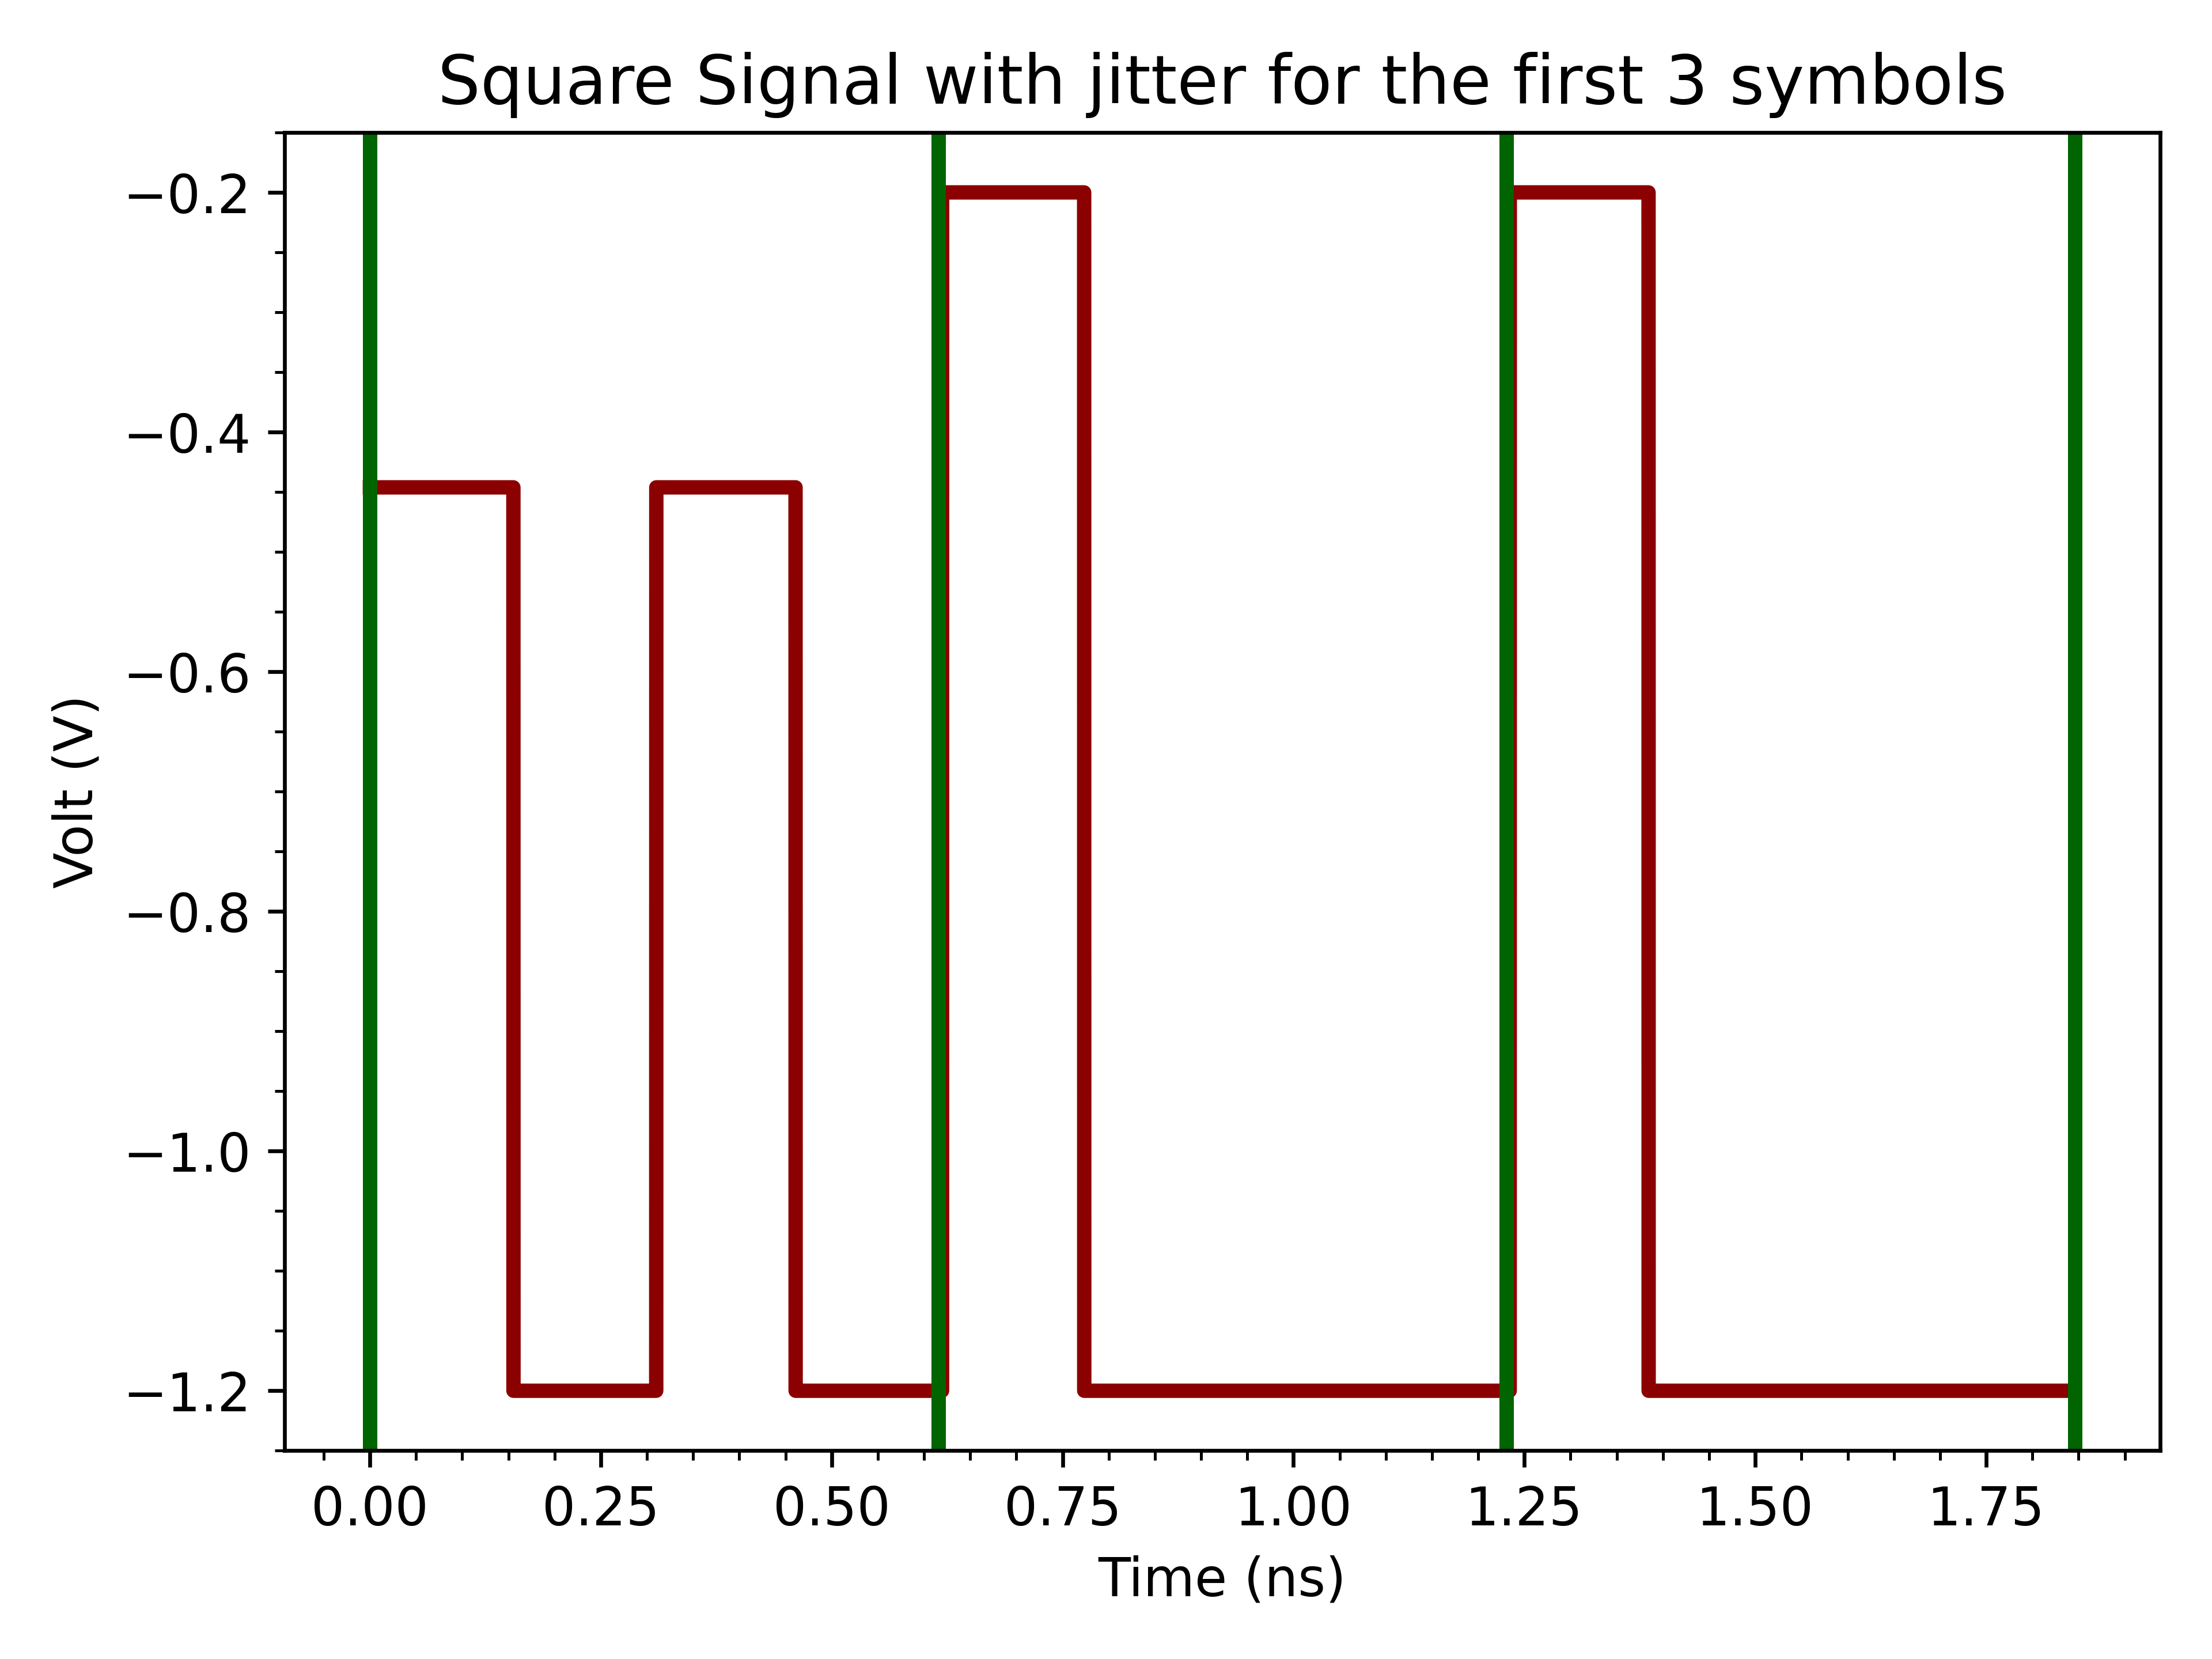 Square Signal with jitter for the first 3 symbols
Volt (V)
−0.2
−0.4
−0.6
−0.8
−1.0
−1.2
0.00 0.25 0.50 0.75 1.00 1.25 1.50 1.75
Time (ns)